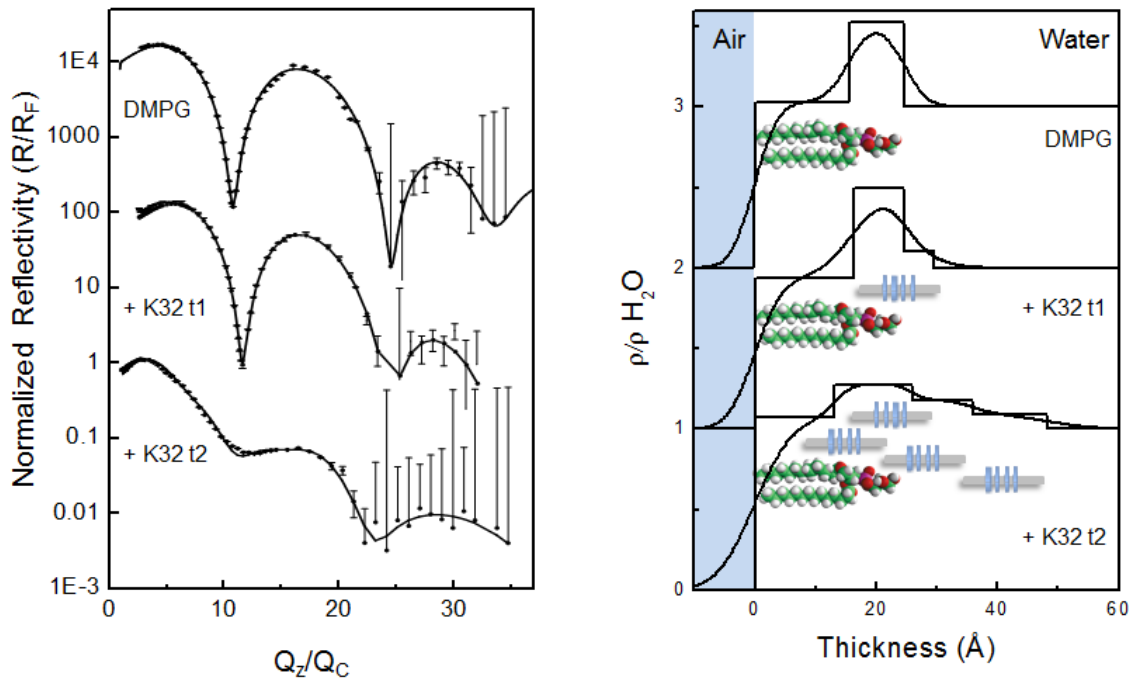 Normalized Reflectivity (R/R_F)
1E4
1000
100
10
1
0.1
0.01
1E-3
DMPG
+ K32 t1
+ K32 t2
0
10
20
30
Q_Z/Q_C
ρ/ρ H₂O
3
2
1
0
Air
Water
DMPG
+ K32 t1
+ K32 t2
0
20
40
60
Thickness (Å)